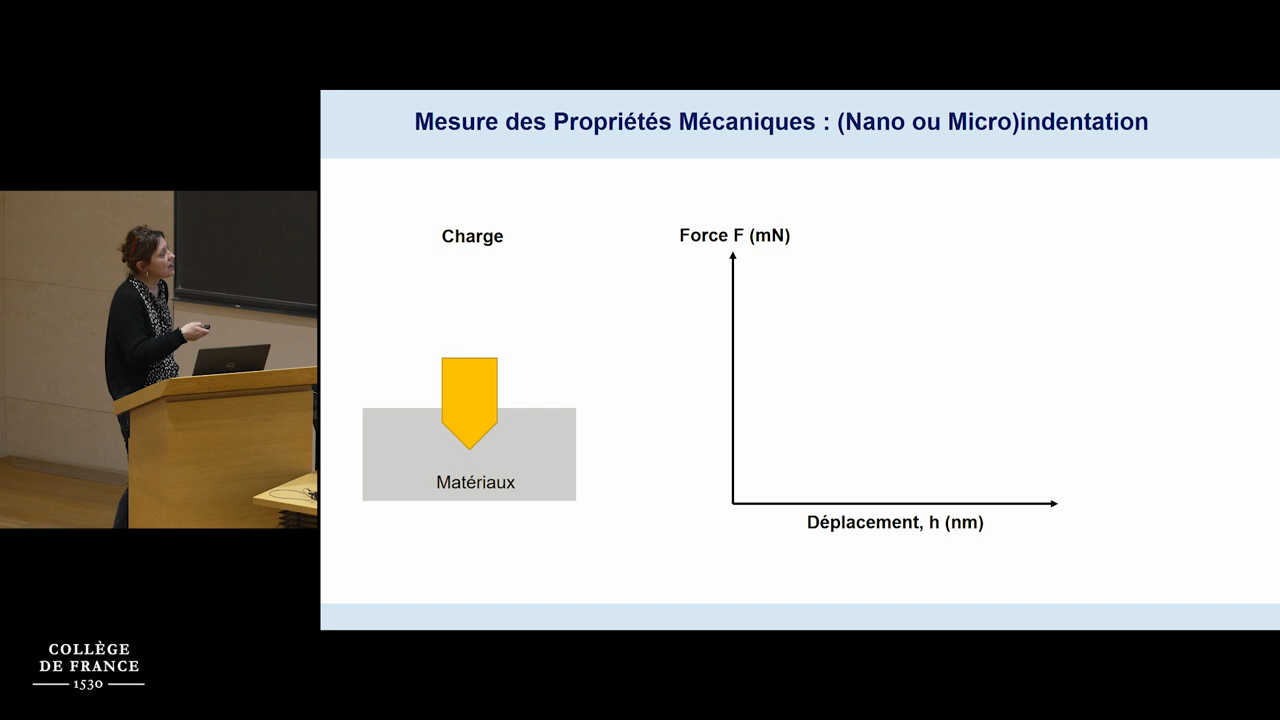 Mesure des Propriétés Mécaniques : (Nano ou Micro)indentation
Charge
Force F (mN)
Matériaux
Déplacement, h (nm)
COLLÈGE
DE FRANCE
1530